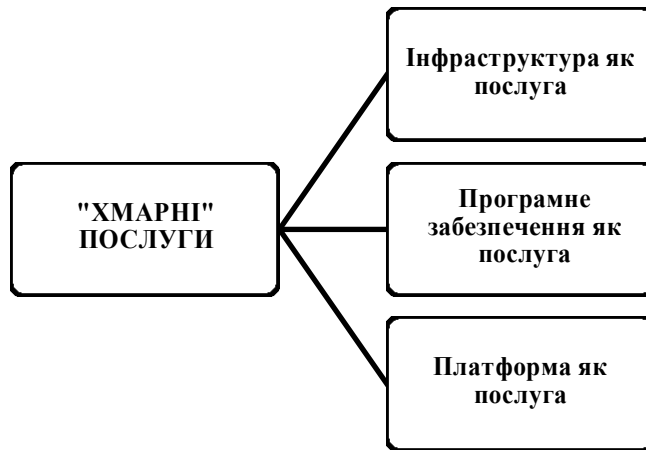 "ХМАРНІ"
ПОСЛУГИ
Інфраструктура як
послуга
Програмне
забезпечення як
послуга
Платформа як
послуга